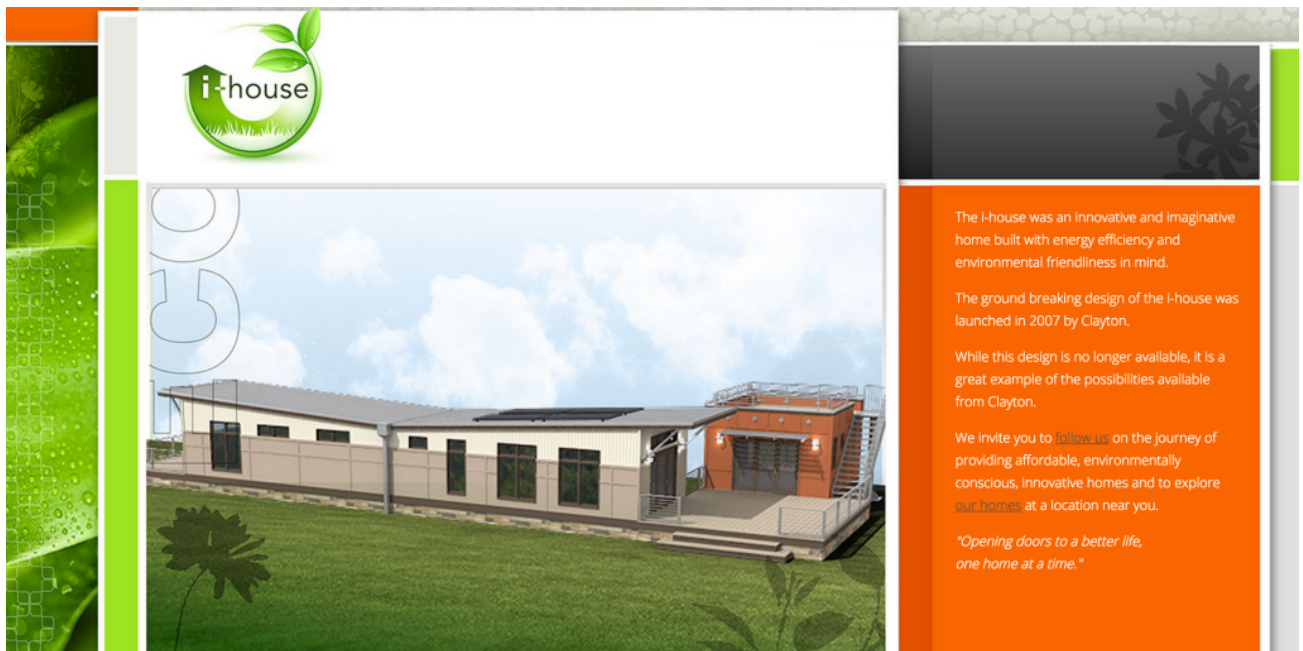 i-house
The i-house was an innovative and imaginative
home built with energy efficiency and
environmental friendliness in mind.
The ground breaking design of the i-house was
launched in 2007 by Clayton.
While this design is no longer available, it is a
great example of the possibilities available
from Clayton.
We invite you to follow us on the journey of
providing affordable, environmentally
conscious, innovative homes and to explore
our homes at a location near you.
"Opening doors to a better life,
one home at a time."